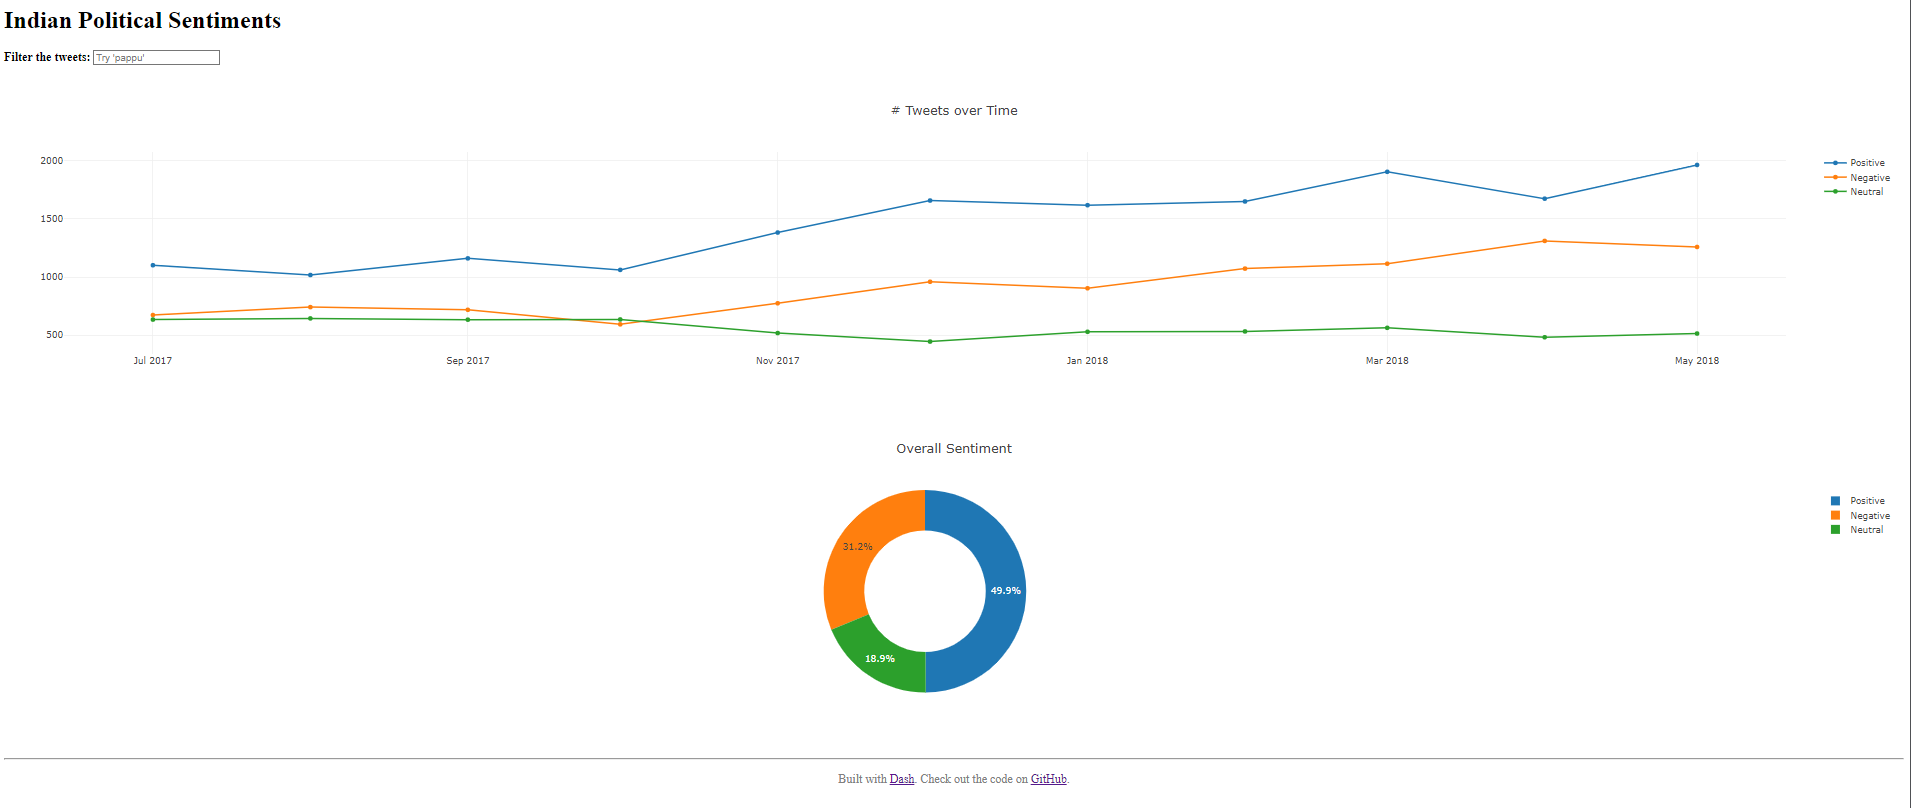 Indian Political Sentiments
Filter the tweets: Try 'pappu'
# Tweets over Time
2000
1500
1000
500
Jul 2017 Sep 2017 Nov 2017 Jan 2018 Mar 2018 May 2018
Positive
Negative
Neutral
Overall Sentiment
31.2%
49.9%
18.9%
Positive
Negative
Neutral
Built with Dash. Check out the code on GitHub.